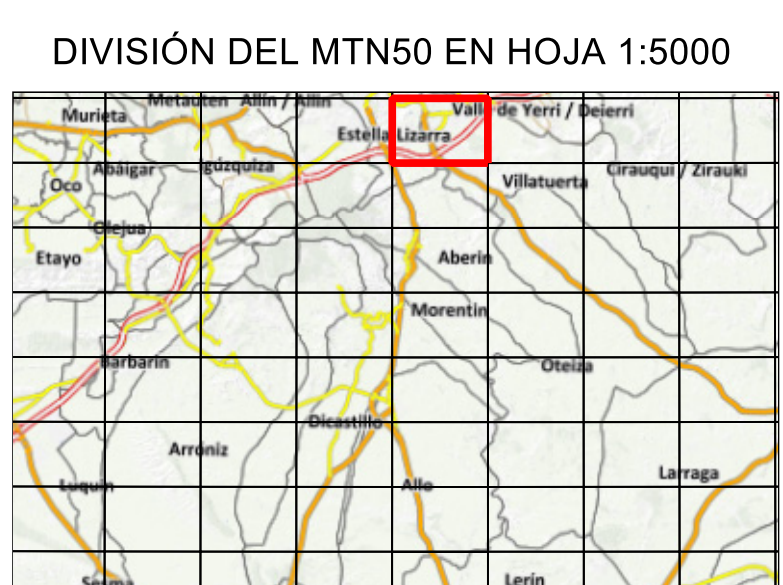 DIVISIÓN DEL MTN50 EN HOJA 1:5000
Metauten
Allín / Allin
Valle de Yerri / Deierri
Murieta
Estella
Lizarra
Abáigar
Igúzquiza
Cirauqui / Zirauki
Oco
Villatuerta
Olejua
Etayo
Aberin
Morentin
Barbarin
Oteiza
Dicastillo
Arróniz
Larraga
Luquin
Allo
Sesma
Lerín